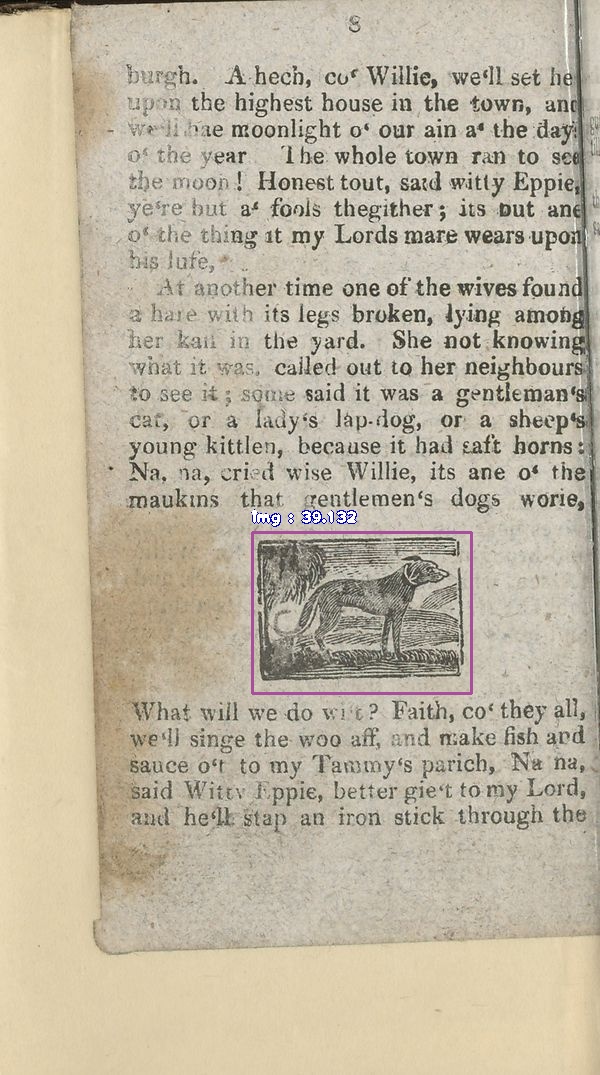 8
burgh. A hech, co‘ Willie, we‘ll set he
upon the highest house in the town, and
we‘ll hae moonlight o‘ our ain a‘ the day
o‘ the year The whole town ran to see
the moon! Honest tout, said witty Eppie,
ye‘re but a‘ fools thegither; its but ane
o‘ the thing it my Lords mare wears upon
his lufe,
At another time one of the wives found
a hare with its legs broken, lying among
her kail in the yard. She not knowing
what it was, called out to her neighbours
to see it; some said it was a gentleman‘s
cat, or a lady‘s lap-dog, or a sheep‘s
young kittlen, because it had saft horns:
Na, na, cried wise Willie, its ane o‘ the
maukins that gentlemen‘s dogs worie,
img : 39.132
What will we do wi‘t? Faith, co‘ they all,
we‘ll singe the woo aff, and make fish and
sauce o‘t to my Tammy‘s parich, Na na,
said Witty Eppie, better gie‘t to my Lord,
and he‘ll stap an iron stick through the